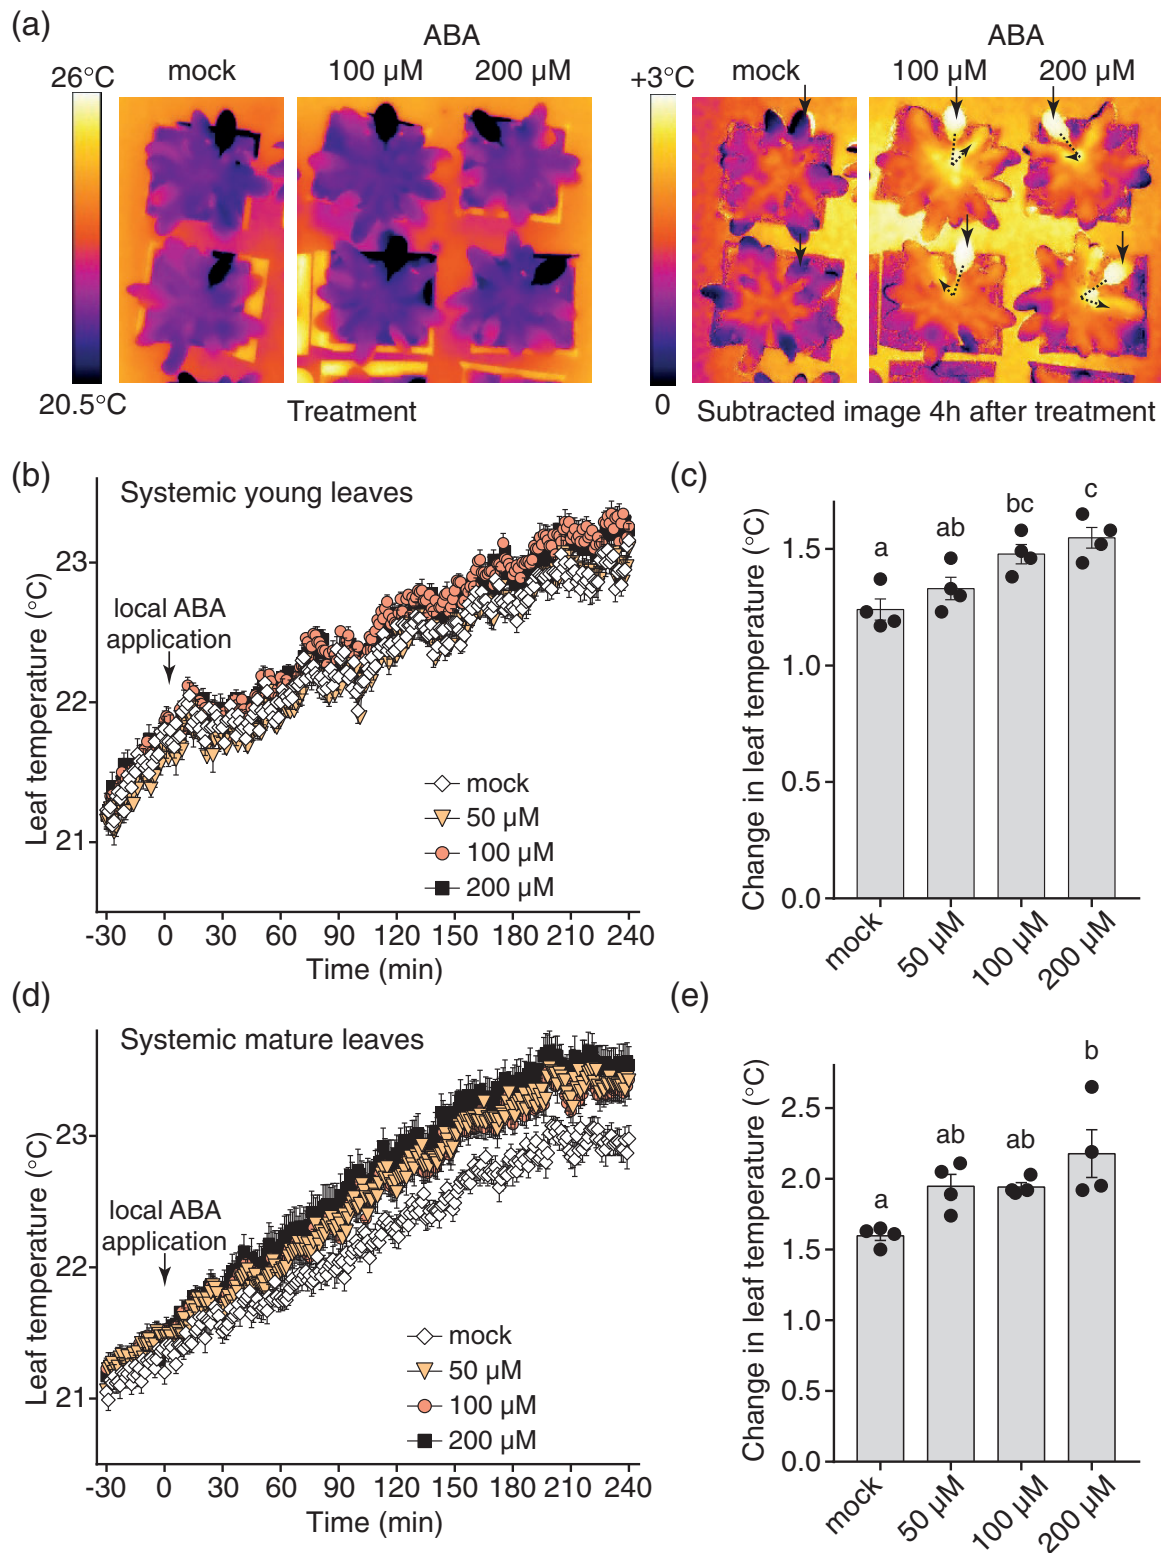 (a)
ABA
26°C
mock
100 µM
200 µM
20.5°C
Treatment
ABA
+3°C
mock
100 µM
200 µM
0
Subtracted image 4h after treatment
(b)
Systemic young leaves
local ABA
application
Leaf temperature (°C)
23
22
21
mock
50 µM
100 µM
200 µM
-30 0 30 60 90 120 150 180 210 240
Time (min)
(c)
Change in leaf temperature (°C)
1.5
1.0
0.5
0.0
a
ab
bc
c
mock
50 µM
100 µM
200 µM
(d)
Systemic mature leaves
local ABA
application
Leaf temperature (°C)
23
22
21
mock
50 µM
100 µM
200 µM
-30 0 30 60 90 120 150 180 210 240
Time (min)
(e)
Change in leaf temperature (°C)
2.5
2.0
1.5
1.0
0.5
0.0
a
ab
ab
b
mock
50 µM
100 µM
200 µM